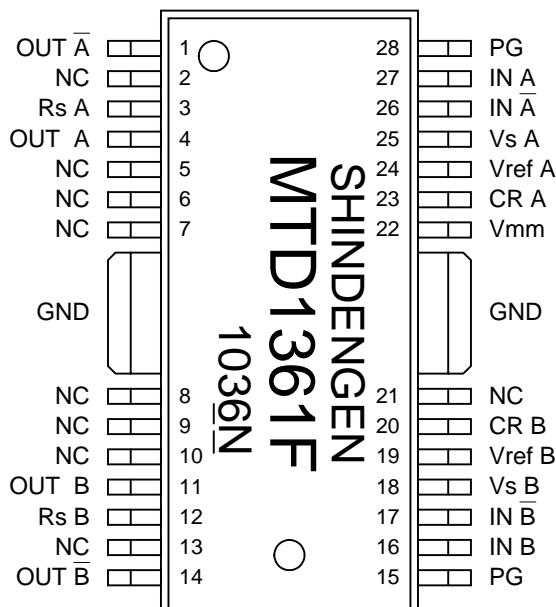 OUT A̅ 1 28 PG
NC 2 27 IN A
Rs A 3 26 IN A̅
OUT A 4 25 Vs A
NC 5 24 Vref A
NC 6 23 CR A
NC 7 22 Vmm
GND GND
NC 8 21 NC
NC 9 20 CR B
NC 10 19 Vref B
OUT B 11 18 Vs B
Rs B 12 17 IN B̅
NC 13 16 IN B
OUT B̅ 14 15 PG
SHINDENGEN
MTD1361F
1036N